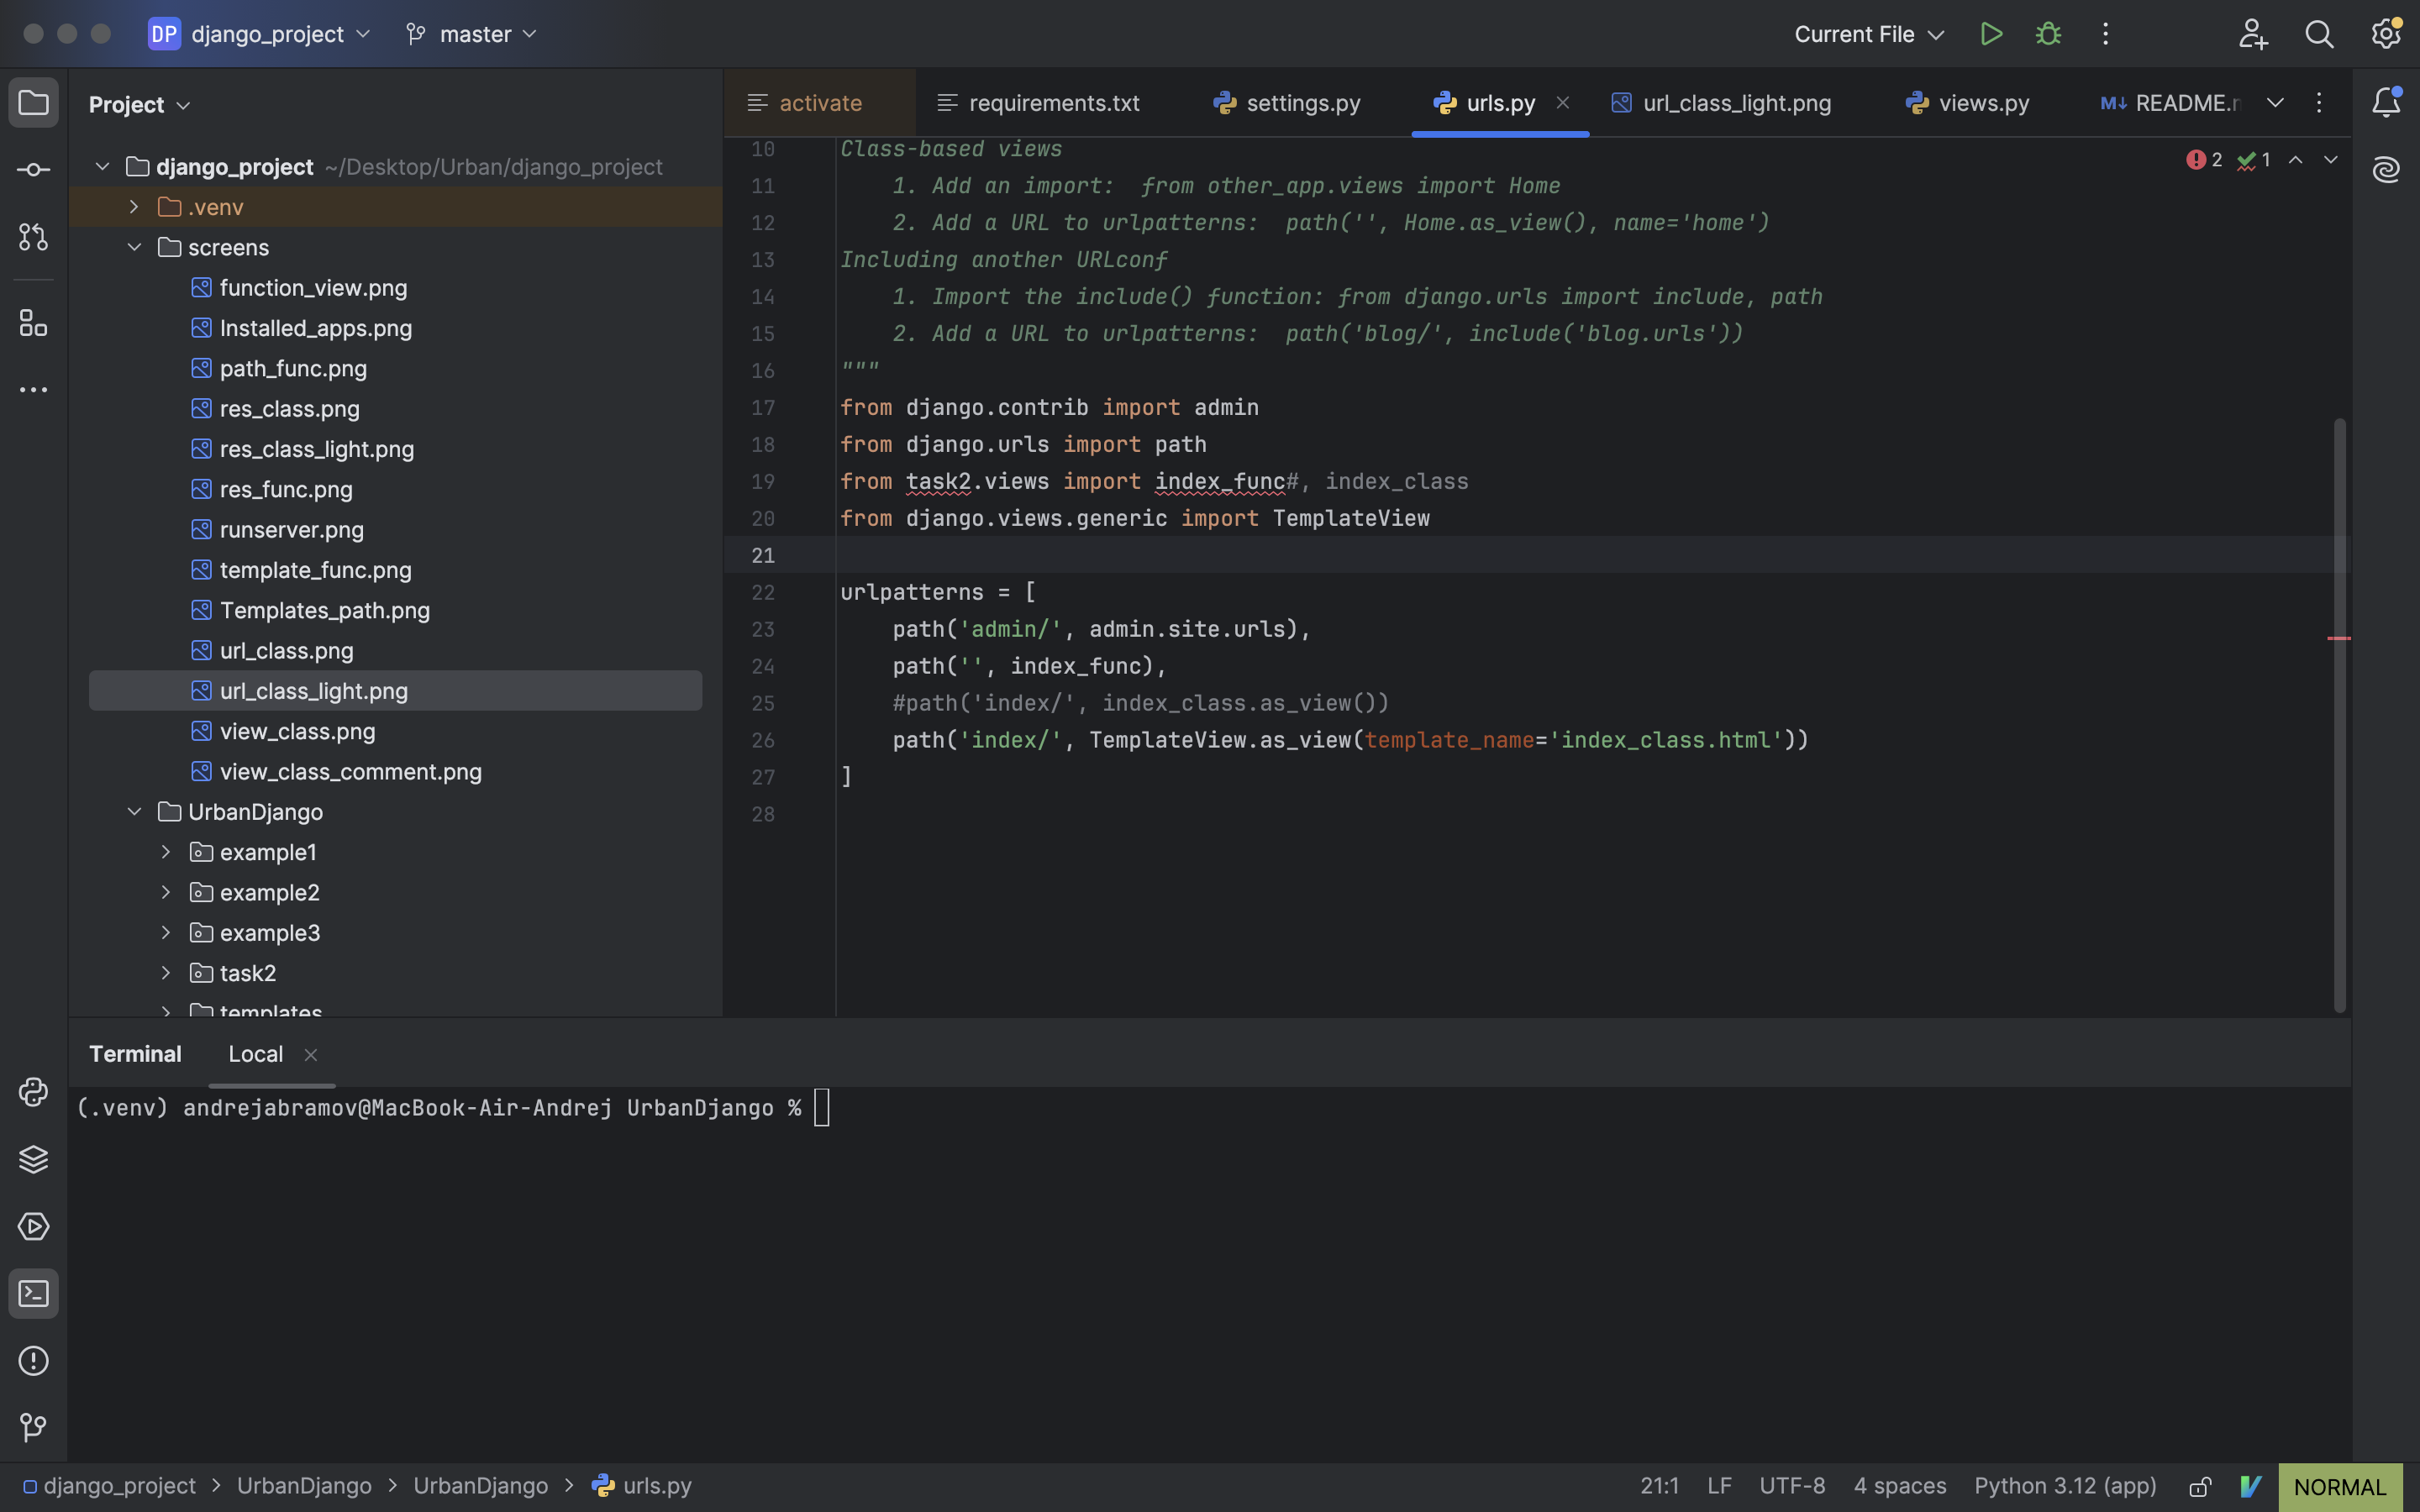 DP django_project master Current File
Project
django_project ~/Desktop/Urban/django_project
.venv
screens
function_view.png
Installed_apps.png
path_func.png
res_class.png
res_class_light.png
res_func.png
runserver.png
template_func.png
Templates_path.png
url_class.png
url_class_light.png
view_class.png
view_class_comment.png
UrbanDjango
example1
example2
example3
task2
templates
activate requirements.txt settings.py urls.py url_class_light.png views.py M↓ README.
2 1
10 Class-based views
11 1. Add an import:  from other_app.views import Home
12 2. Add a URL to urlpatterns:  path('', Home.as_view(), name='home')
13 Including another URLconf
14 1. Import the include() function: from django.urls import include, path
15 2. Add a URL to urlpatterns:  path('blog/', include('blog.urls'))
16 """
17 from django.contrib import admin
18 from django.urls import path
19 from task2.views import index_func#, index_class
20 from django.views.generic import TemplateView
21
22 urlpatterns = [
23 path('admin/', admin.site.urls),
24 path('', index_func),
25 #path('index/', index_class.as_view())
26 path('index/', TemplateView.as_view(template_name='index_class.html'))
27 ]
28
Terminal Local
(.venv) andrejabramov@MacBook-Air-Andrej UrbanDjango %
django_project > UrbanDjango > UrbanDjango > urls.py 21:1 LF UTF-8 4 spaces Python 3.12 (app) NORMAL